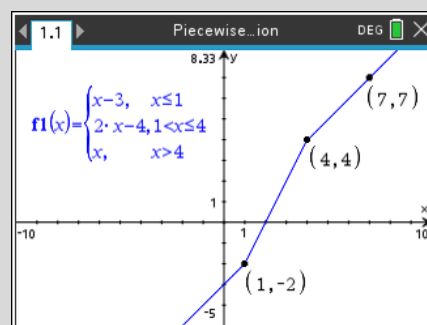 1.1 Piecewise...ion DEG
8.33 y
f1(x)={x-3, x≤1
2·x-4,1<x≤4
x, x>4
(7,7)
(4,4)
1
x
-10 1 10
(1,-2)
-5